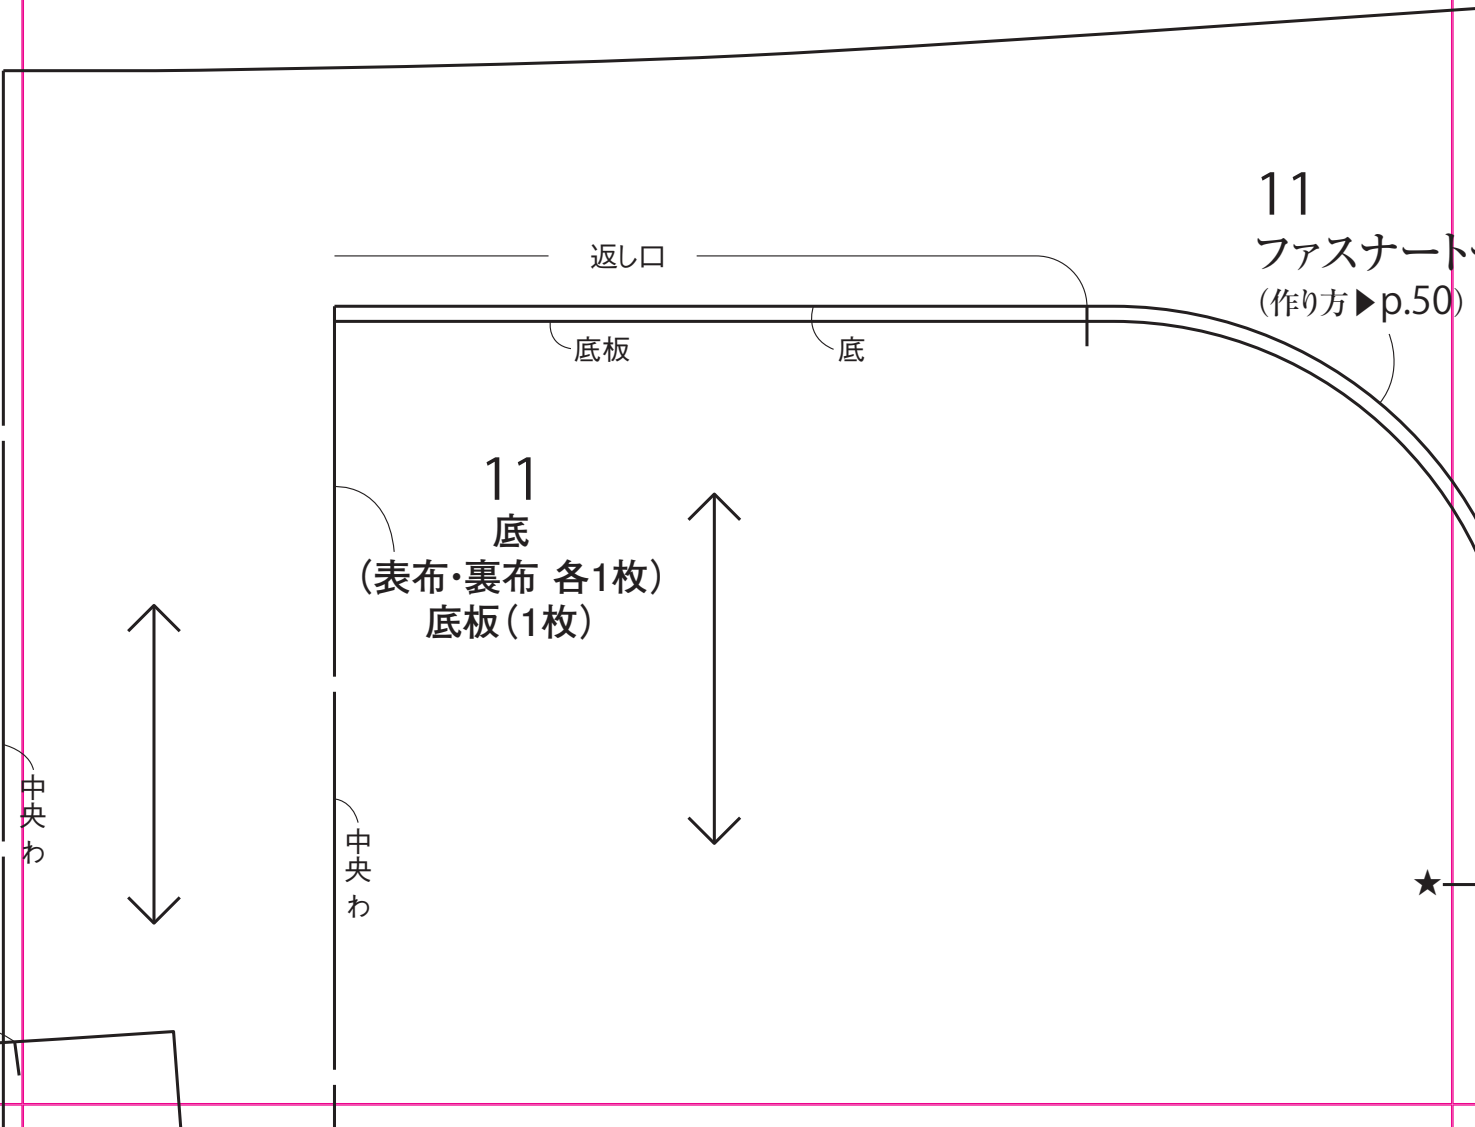 11
ファスナート
(作り方▶p.50)
返し口
底板
底
11
底
(表布・裏布 各1枚)
底板(1枚)
中央 わ
中央 わ
★